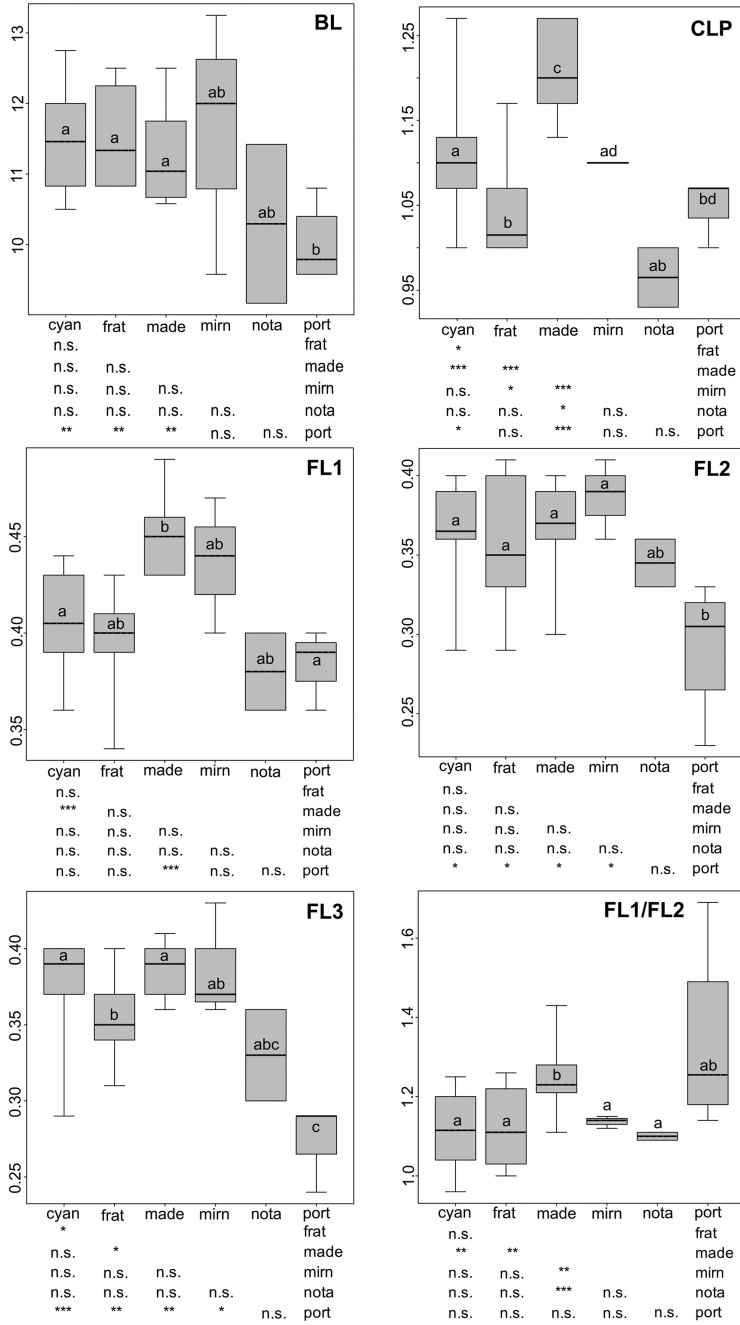 BL
13
12
11
10
a
a
a
ab
ab
b
cyan frat made mirn nota port
n.s. frat
n.s. n.s. made
n.s. n.s. n.s. mirn
n.s. n.s. n.s. n.s. nota
** ** ** n.s. n.s. port
CLP
1.25
1.15
1.05
0.95
a
b
c
ad
ab
bd
cyan frat made mirn nota port
* frat
*** *** made
n.s. * *** mirn
n.s. n.s. * n.s. nota
* n.s. *** n.s. n.s. port
FL1
0.45
0.40
0.35
a
ab
b
ab
ab
a
cyan frat made mirn nota port
n.s. frat
*** n.s. made
n.s. n.s. n.s. mirn
n.s. n.s. n.s. n.s. nota
n.s. n.s. *** n.s. n.s. port
FL2
0.40
0.35
0.30
0.25
a
a
a
a
ab
b
cyan frat made mirn nota port
n.s. frat
n.s. n.s. made
n.s. n.s. n.s. mirn
n.s. n.s. n.s. n.s. nota
* * * * n.s. port
FL3
0.40
0.35
0.30
0.25
a
b
a
ab
abc
c
cyan frat made mirn nota port
* frat
n.s. * made
n.s. n.s. n.s. mirn
n.s. n.s. n.s. n.s. nota
*** ** ** * n.s. port
FL1/FL2
1.6
1.4
1.2
1.0
a
a
b
a
a
ab
cyan frat made mirn nota port
n.s. frat
** ** made
n.s. n.s. ** mirn
n.s. n.s. *** n.s. nota
n.s. n.s. n.s. n.s. n.s. port